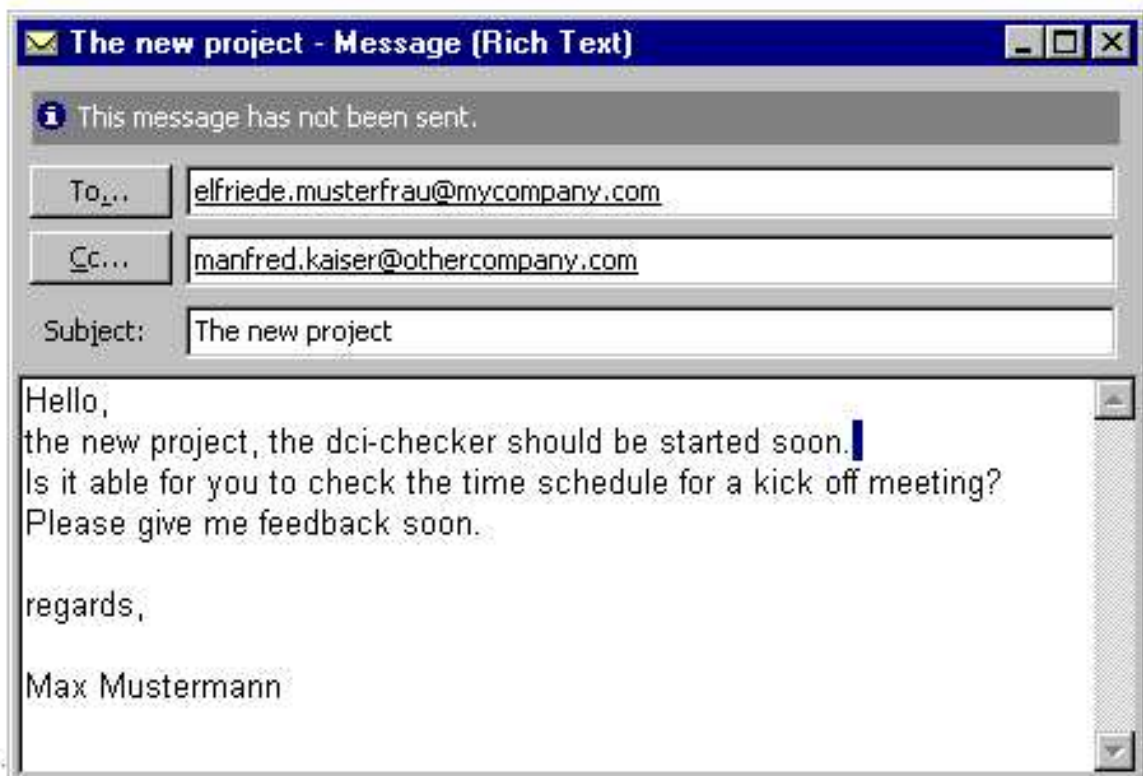 The new project - Message (Rich Text)
This message has not been sent.
To... elfriede.musterfrau@mycompany.com
Cc... manfred.kaiser@othercompany.com
Subject: The new project
Hello,
the new project, the dci-checker should be started soon.
Is it able for you to check the time schedule for a kick off meeting?
Please give me feedback soon.
regards,
Max Mustermann